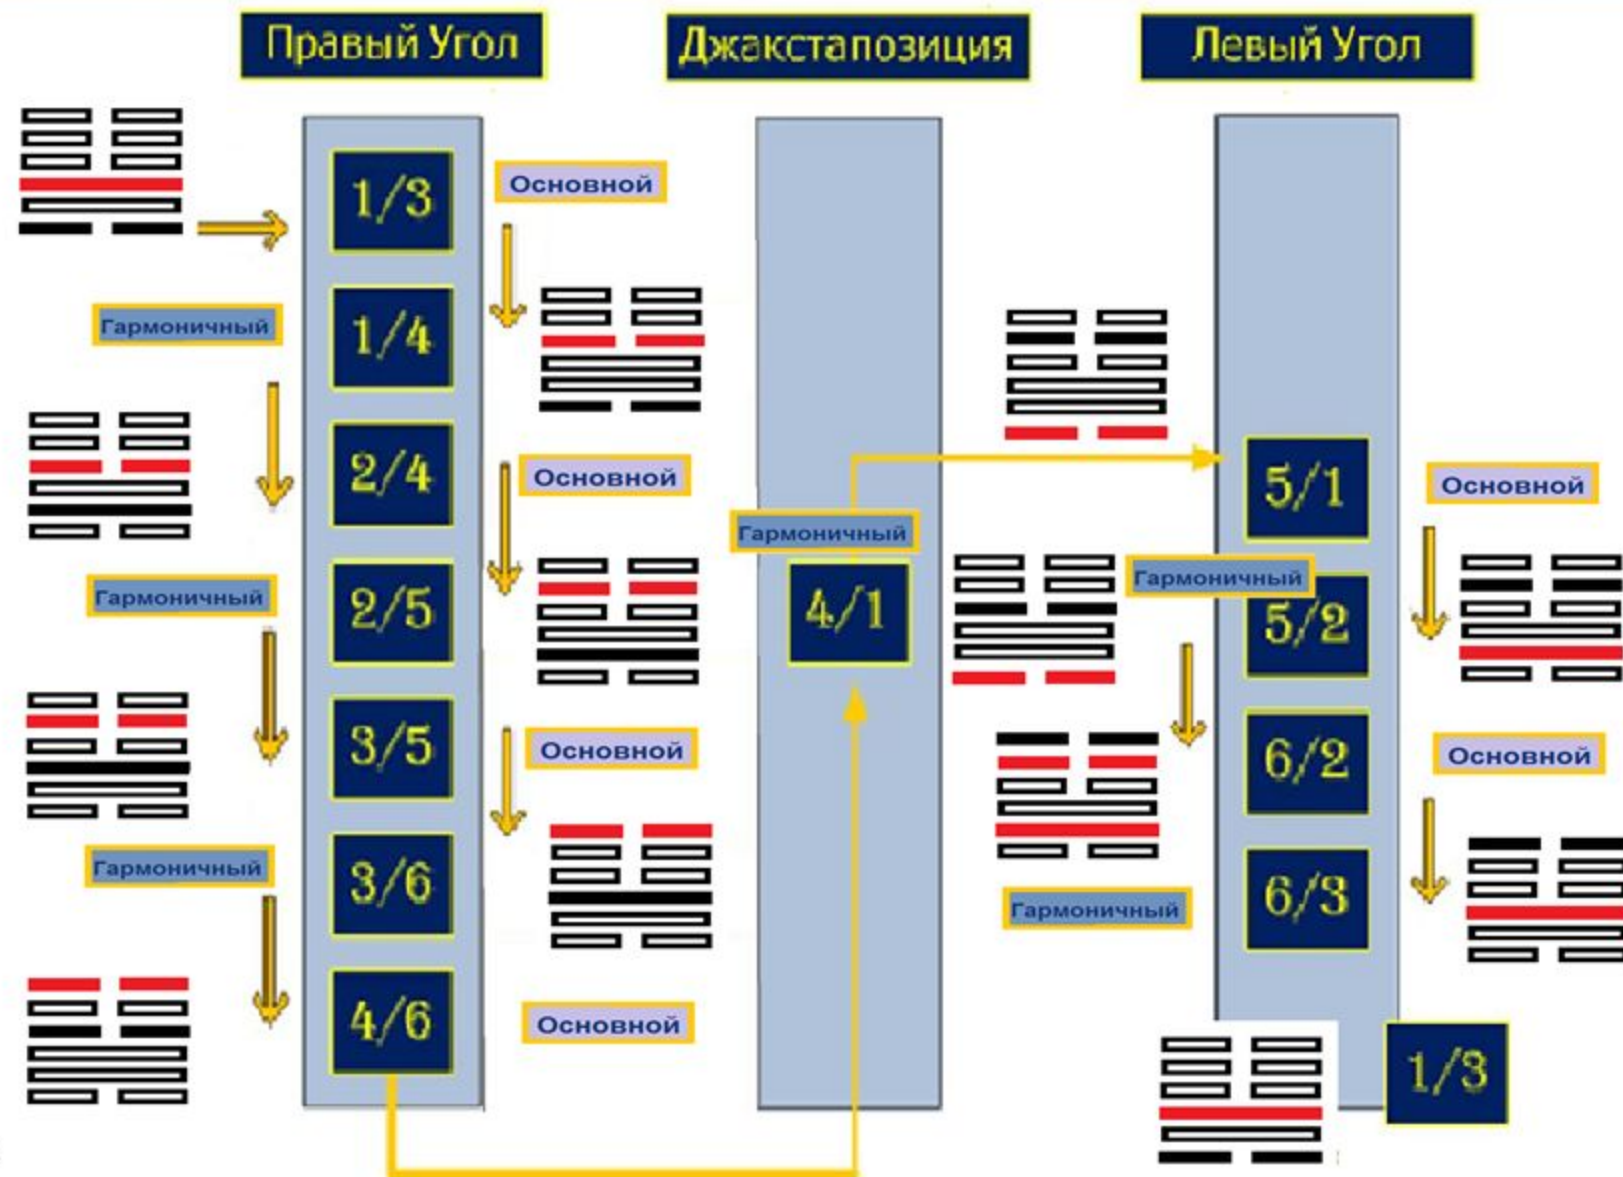 Правый Угол
Джакстапозиция
Левый Угол
1/3
Основной
Гармоничный
1/4
2/4
Основной
Гармоничный
2/5
3/5
Основной
Гармоничный
3/6
4/6
Основной
Гармоничный
4/1
5/1
Основной
Гармоничный
5/2
6/2
Основной
6/3
Гармоничный
1/3